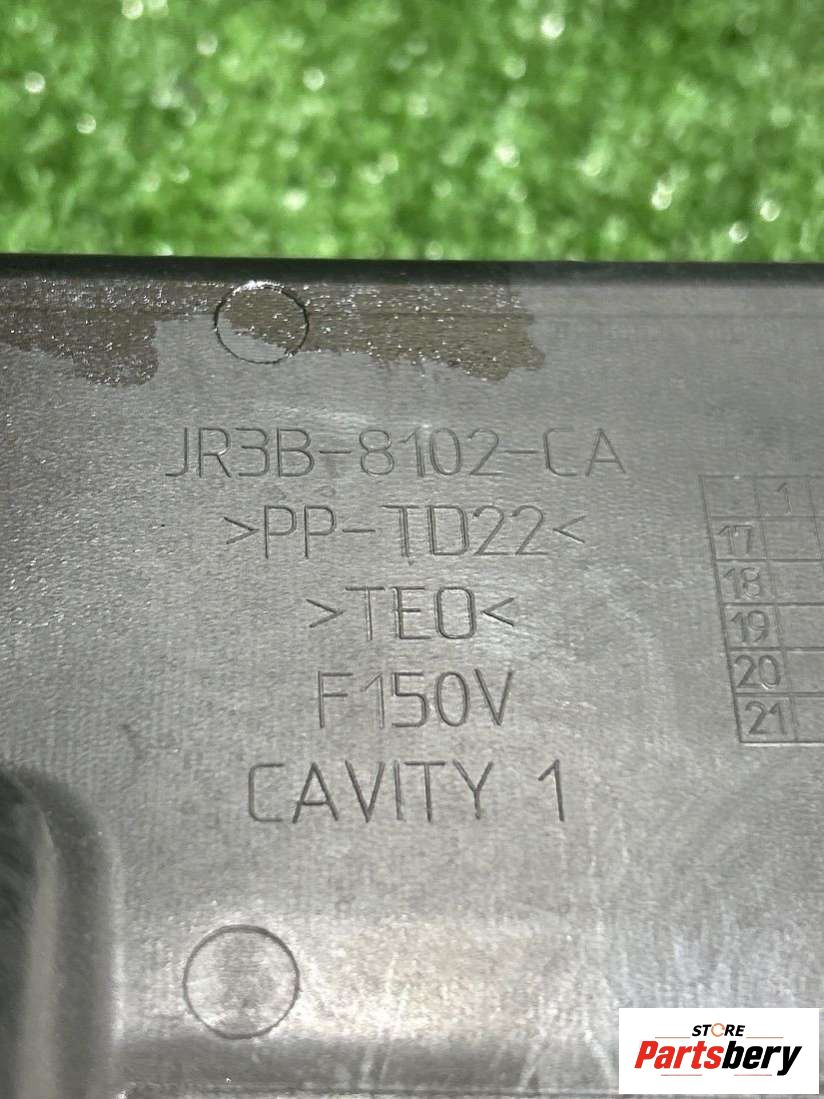 JR3B-8102-CA
>PP-TD22<
>TEO<
F150V
CAVITY 1
1
17
18
19
20
21
STORE
Partsbery